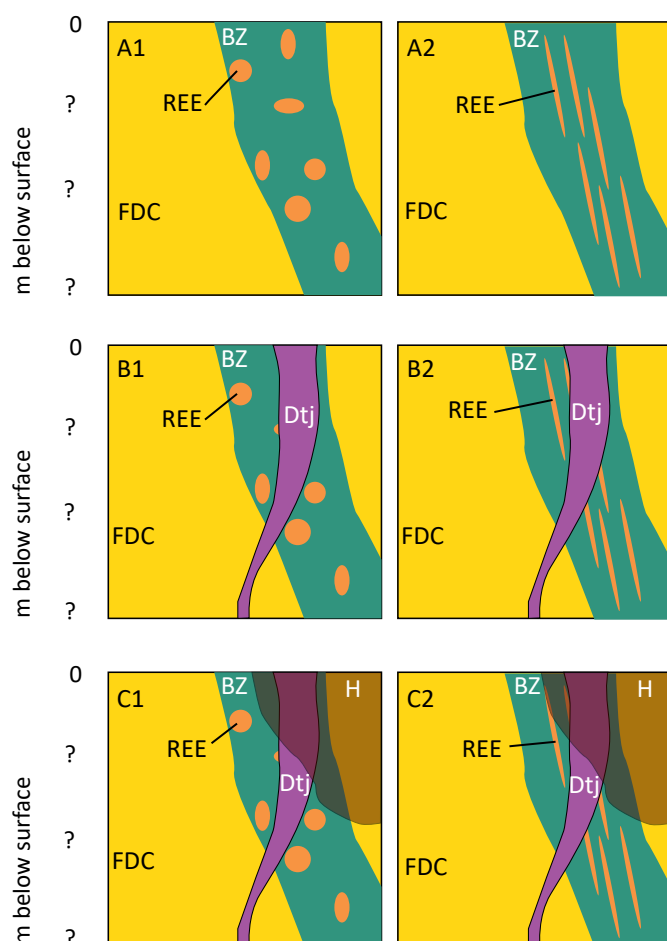 0
A1
BZ
REE
?
m below surface
?
FDC
?
A2
BZ
REE
FDC
0
B1
BZ
REE
Dtj
?
m below surface
?
FDC
?
B2
BZ
REE
Dtj
FDC
0
C1
BZ
H
REE
?
Dtj
m below surface
?
FDC
?
C2
BZ
H
REE
Dtj
FDC